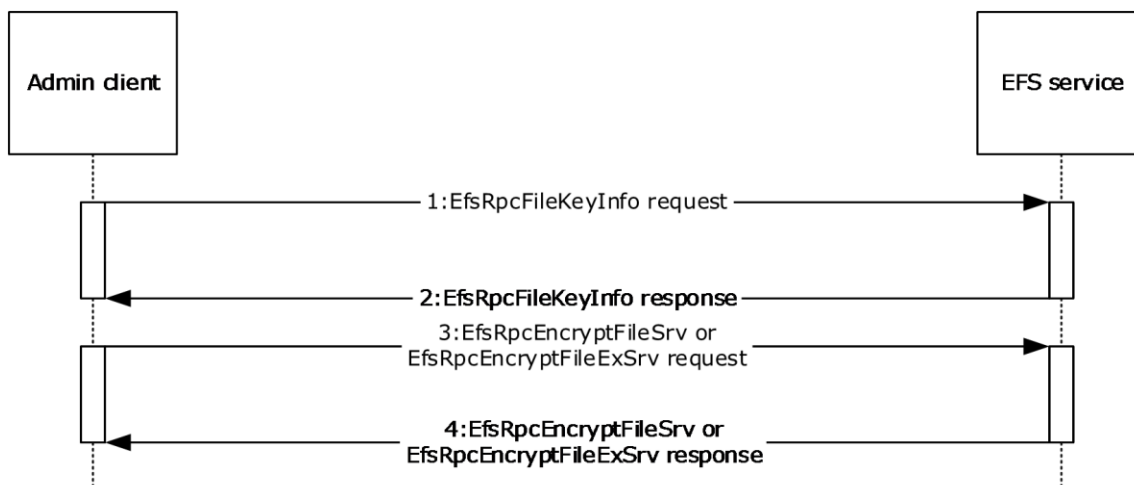 Admin client
EFS service
1:EfsRpcFileKeyInfo request
2:EfsRpcFileKeyInfo response
3:EfsRpcEncryptFileSrv or
EfsRpcEncryptFileExSrv request
4:EfsRpcEncryptFileSrv or
EfsRpcEncryptFileExSrv response